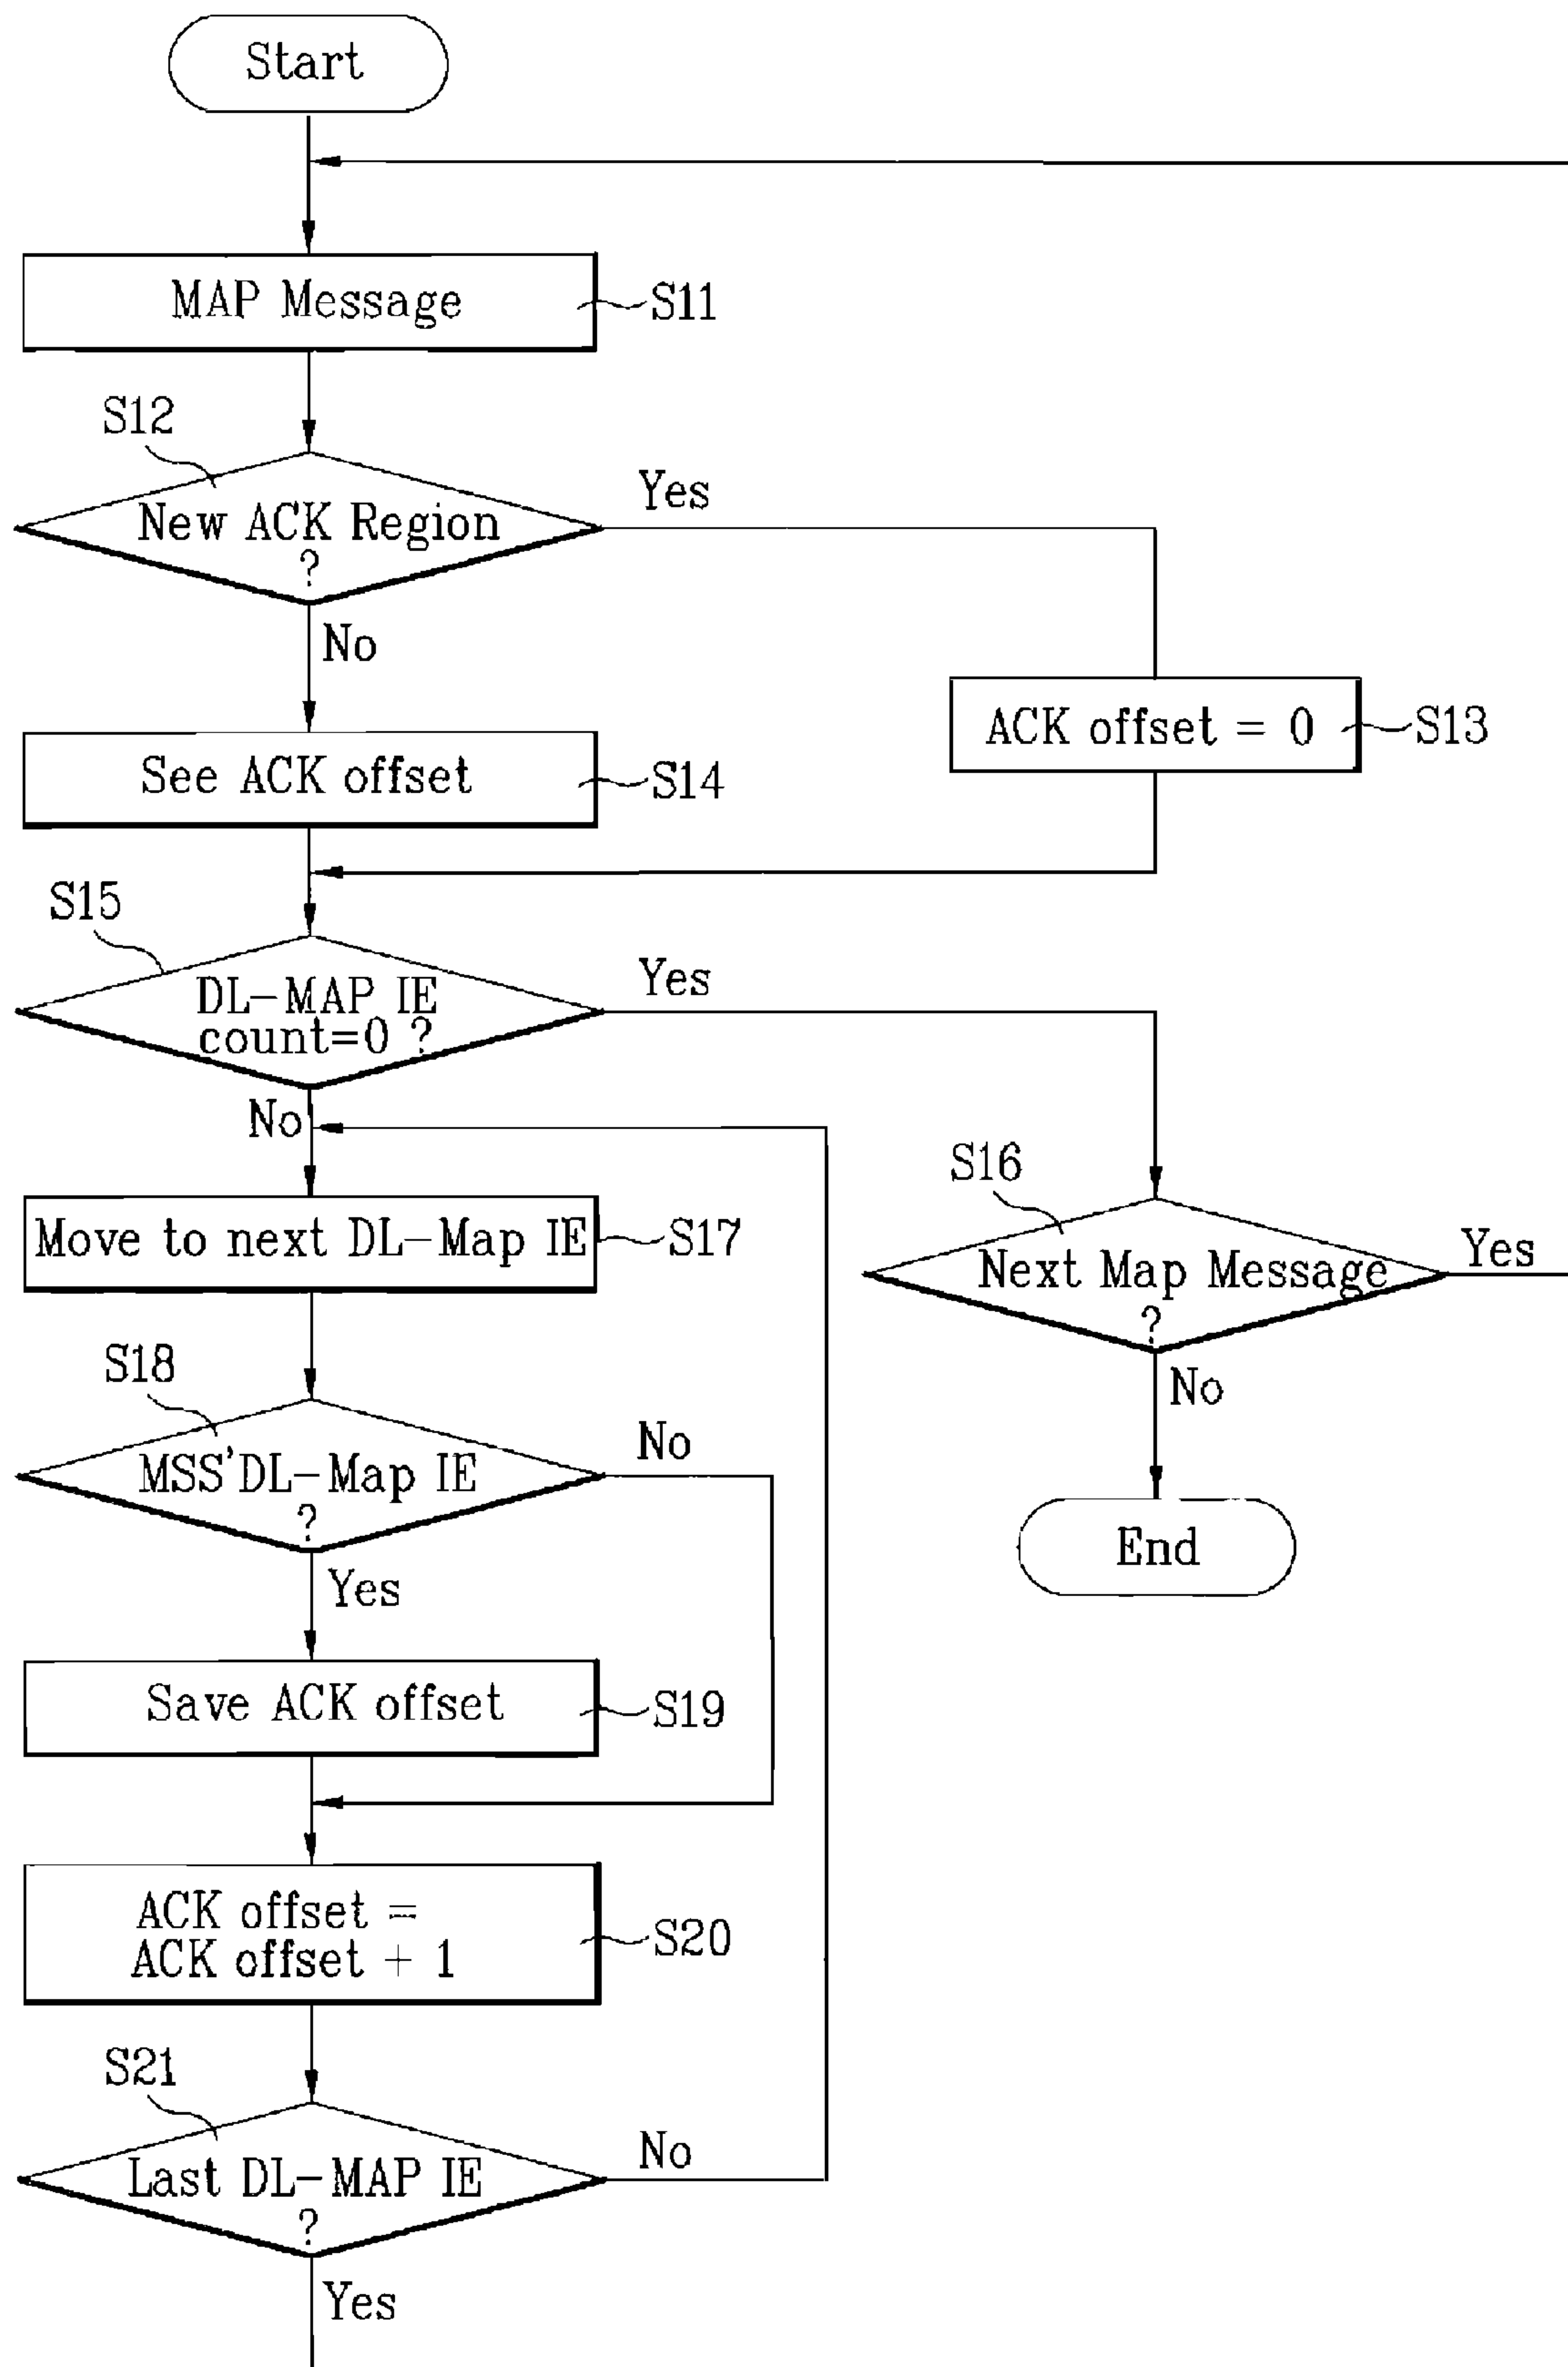 Start
MAP Message
S11
S12
New ACK Region
?
Yes
No
ACK offset = 0
S13
See ACK offset
S14
S15
DL-MAP IE
count=0 ?
Yes
No
S16
Next Map Message
?
Yes
No
End
Move to next DL-Map IE
S17
S18
MSS'DL-Map IE
?
No
Yes
Save ACK offset
S19
ACK offset =
ACK offset + 1
S20
S21
Last DL-MAP IE
?
No
Yes